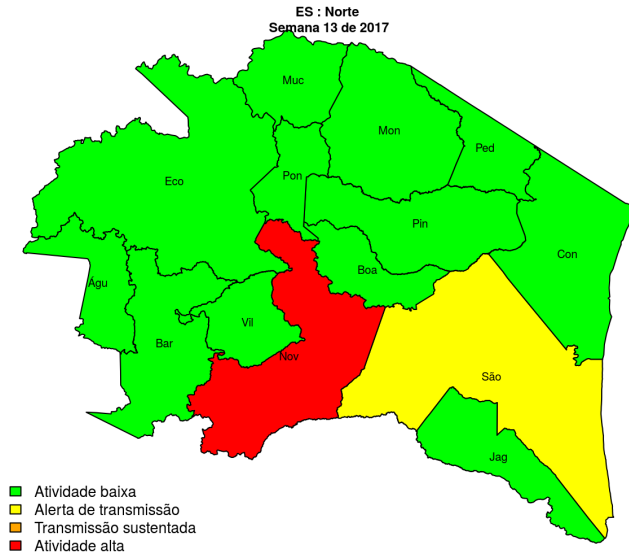 ES : Norte
Semana 13 de 2017
Muc
Mon
Ped
Eco
Pon
Pin
Con
Boa
Águ
Vil
Bar
Nov
São
Jag
Atividade baixa
Alerta de transmissão
Transmissão sustentada
Atividade alta